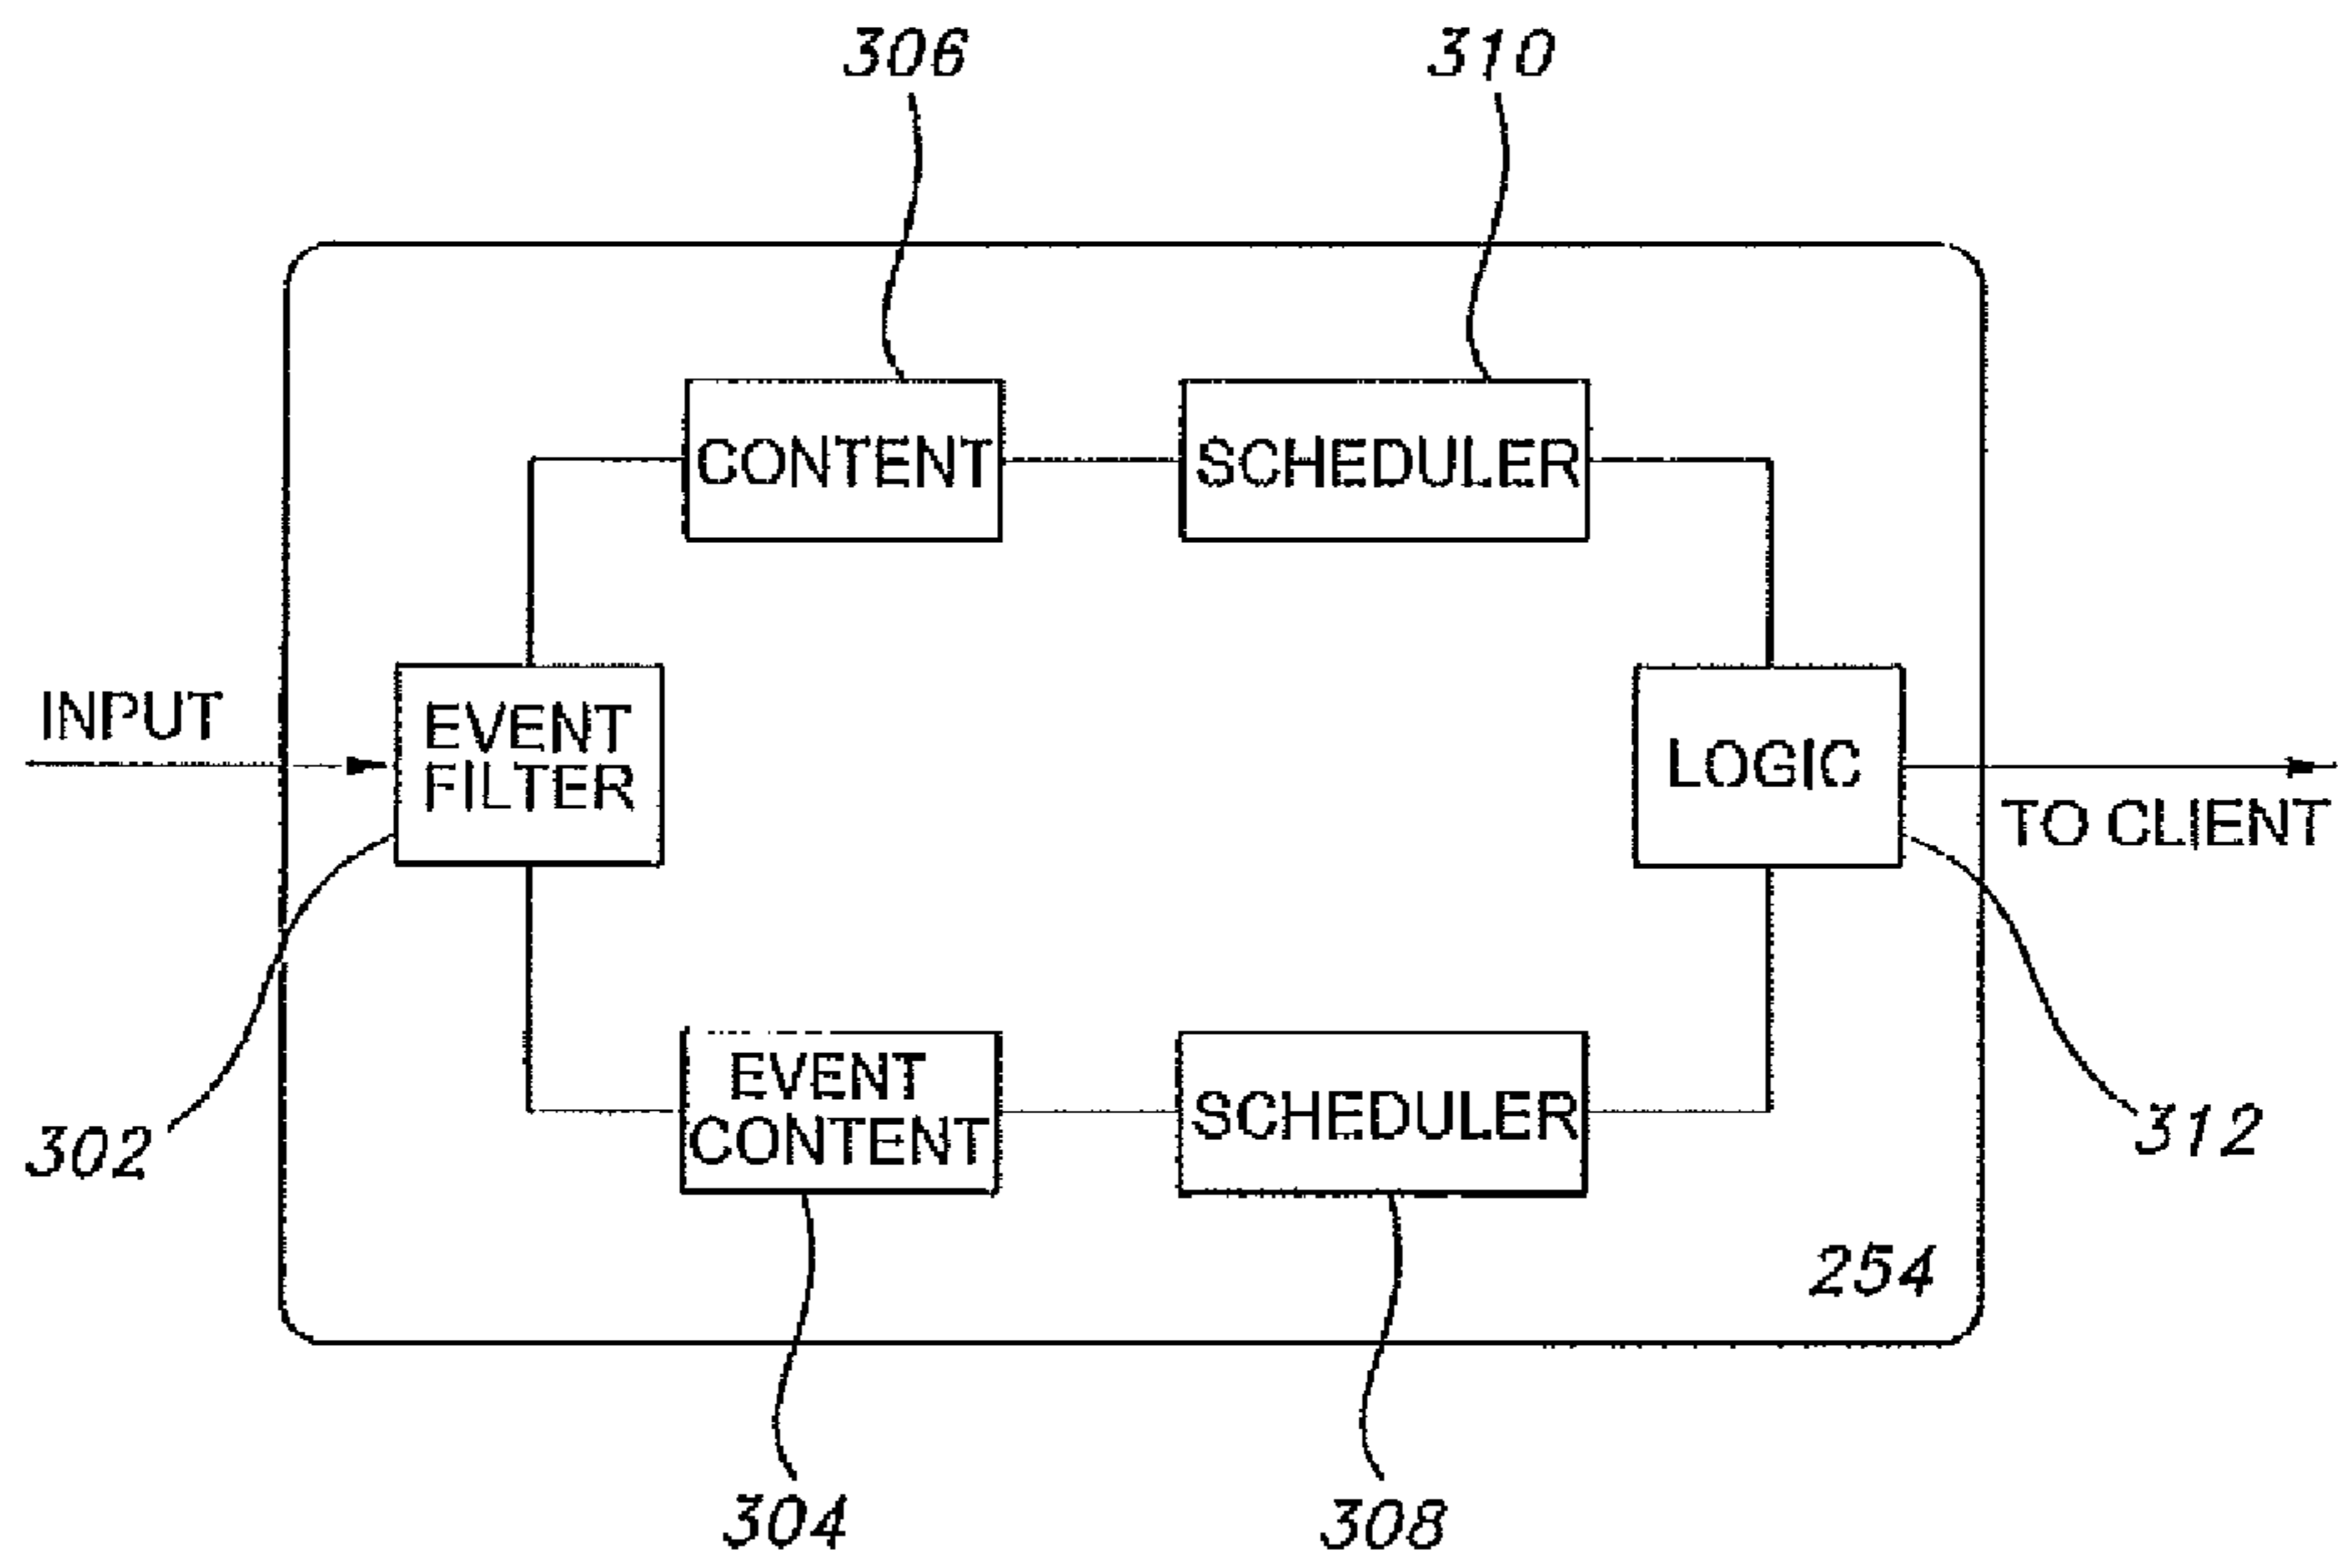 306
310
CONTENT
SCHEDULER
INPUT
EVENT
FILTER
LOGIC
TO CLIENT
EVENT
CONTENT
SCHEDULER
302
312
254
304
308